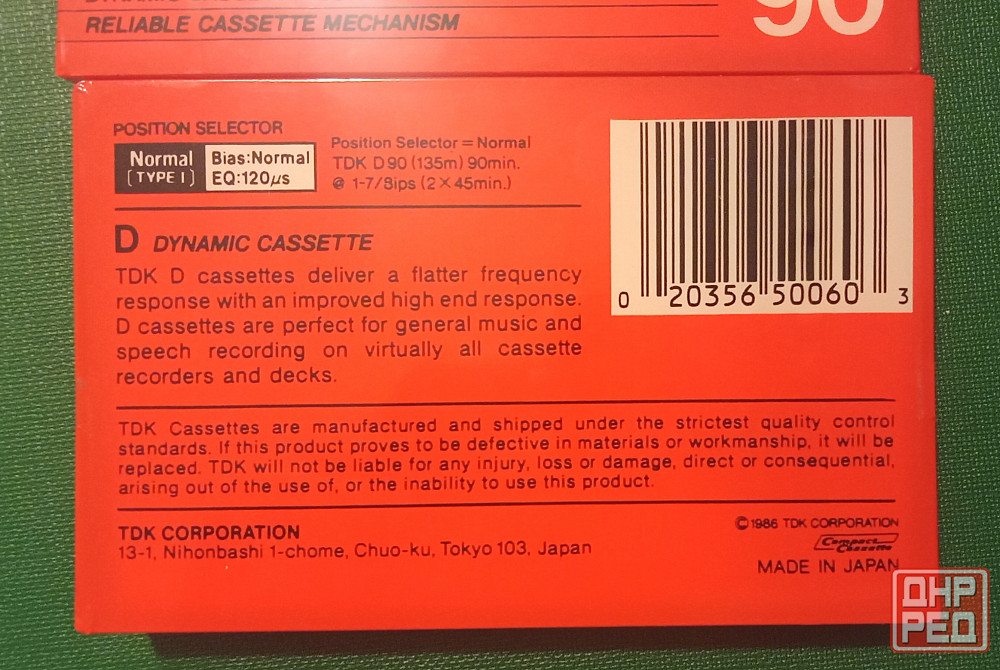 RELIABLE CASSETTE MECHANISM
90
POSITION SELECTOR
Normal
[TYPE I]
Bias:Normal
EQ:120µs
Position Selector = Normal
TDK D90 (135m) 90min.
@ 1-7/8ips (2×45min.)
D DYNAMIC CASSETTE
TDK D cassettes deliver a flatter frequency
response with an improved high end response.
D cassettes are perfect for general music and
speech recording on virtually all cassette
recorders and decks.
0 20356 50060 3
TDK Cassettes are manufactured and shipped under the strictest quality control
standards. If this product proves to be defective in materials or workmanship, it will be
replaced. TDK will not be liable for any injury, loss or damage, direct or consequential,
arising out of the use of, or the inability to use this product.
TDK CORPORATION
13-1, Nihonbashi 1-chome, Chuo-ku, Tokyo 103, Japan
©1986 TDK CORPORATION
Compact
Cassette
MADE IN JAPAN
ДНР
РЕД